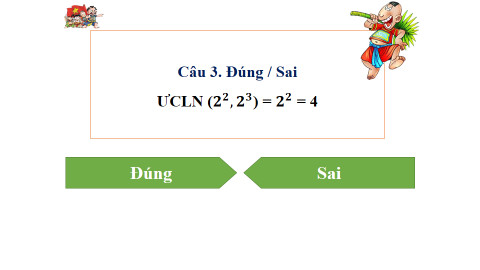 Câu 3. Đúng / Sai
ƯCLN (2², 2³) = 2² = 4
Đúng
Sai